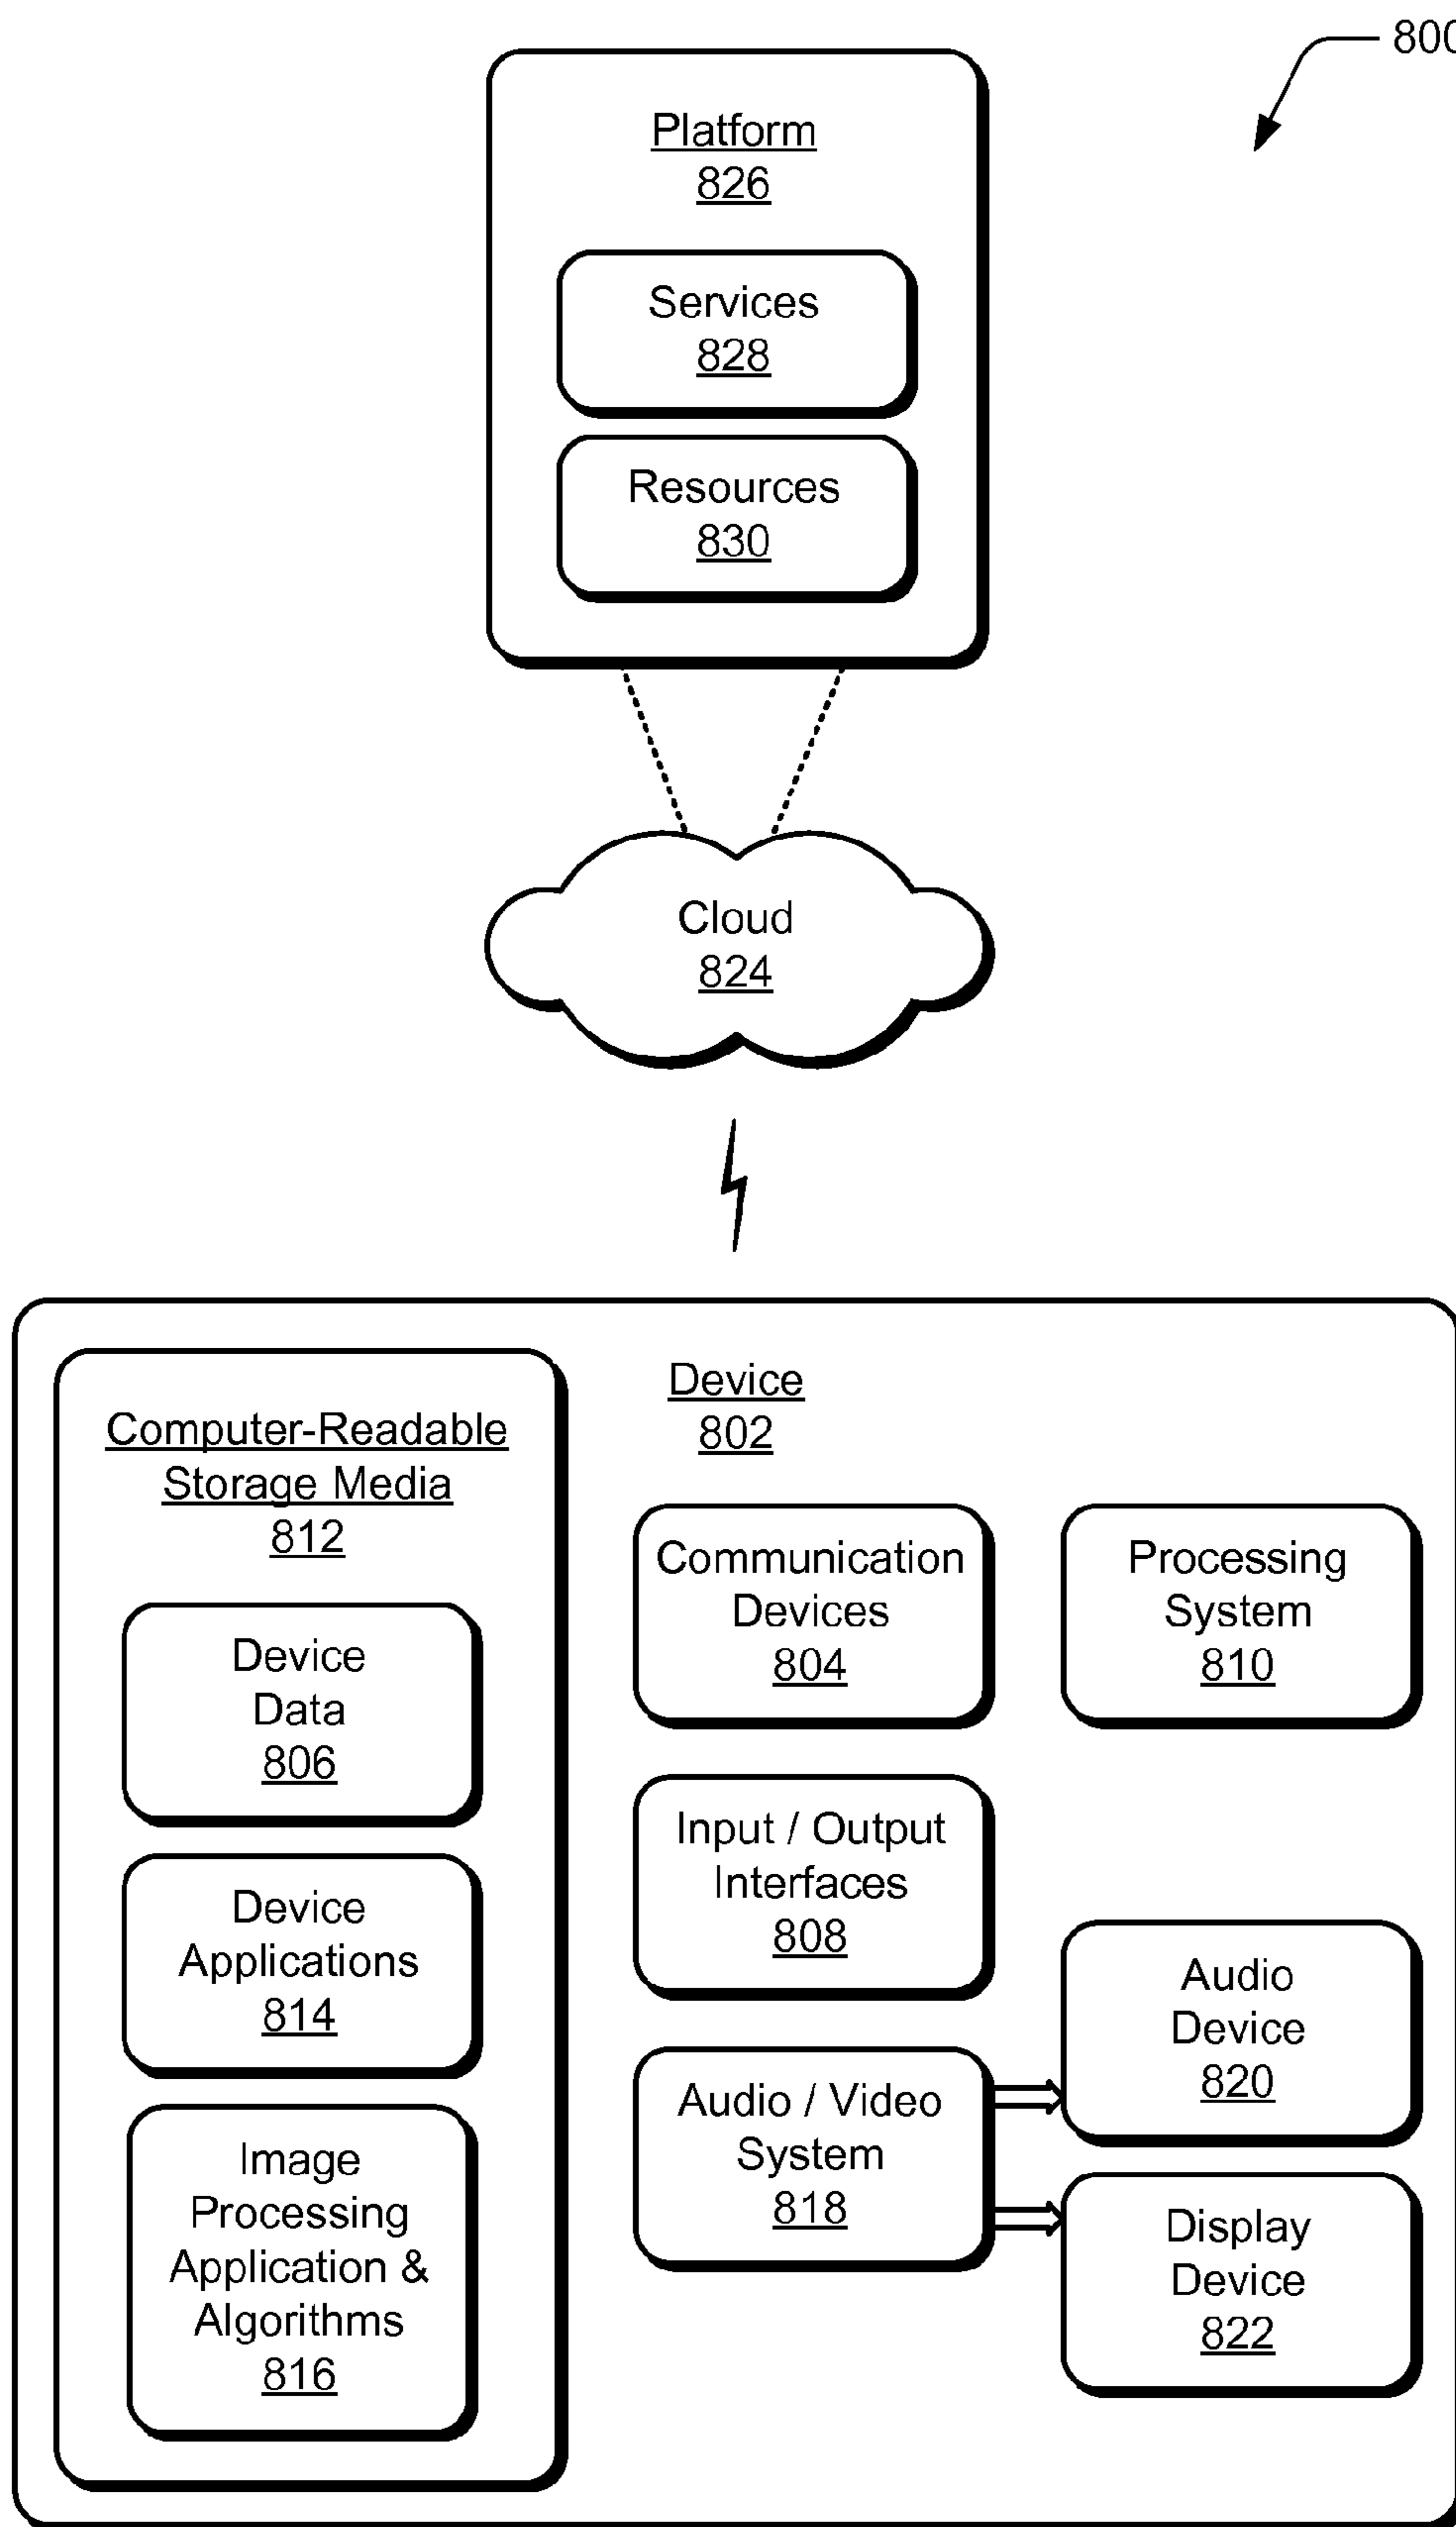 800
Platform
826
Services
828
Resources
830
Cloud
824
Device
802
Computer-Readable
Storage Media
812
Device
Data
806
Device
Applications
814
Image
Processing
Application &
Algorithms
816
Communication
Devices
804
Processing
System
810
Input / Output
Interfaces
808
Audio / Video
System
818
Audio
Device
820
Display
Device
822